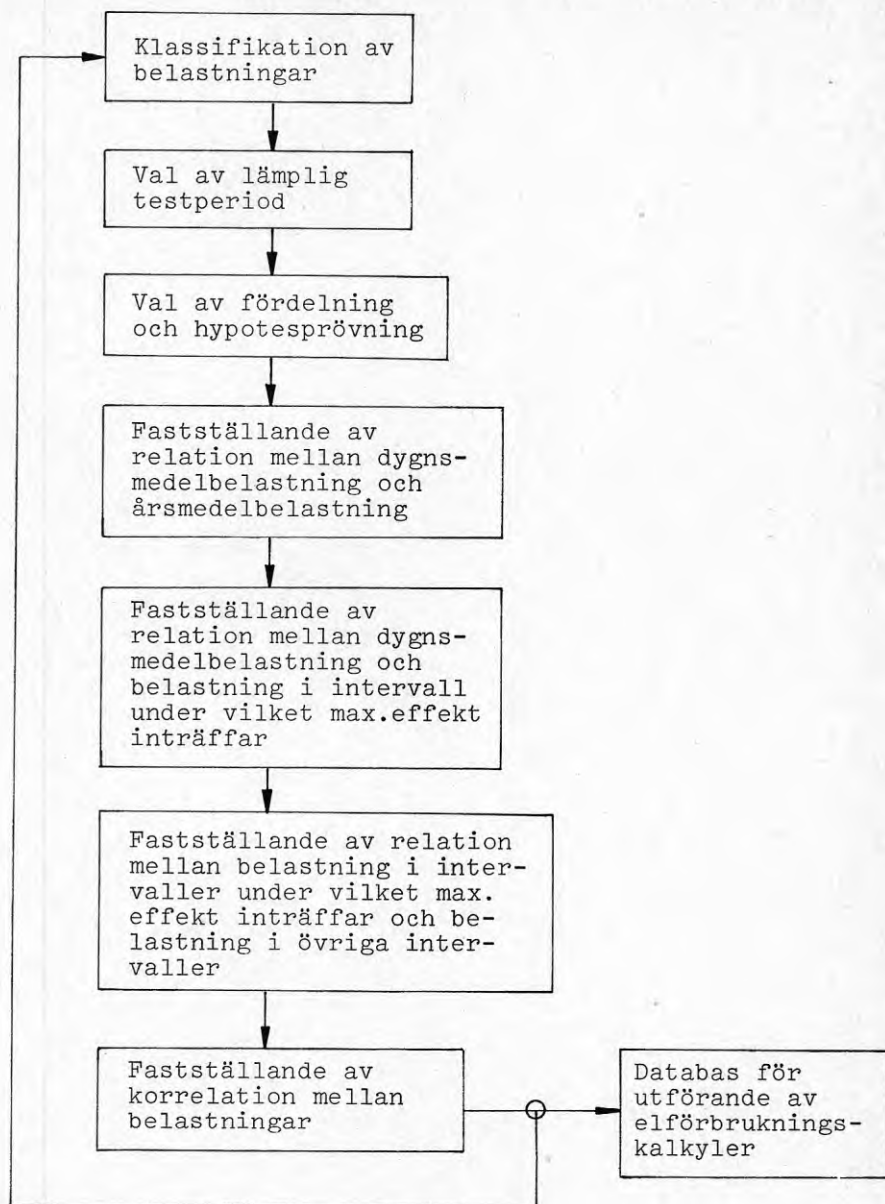 Klassifikation av
belastningar
Val av lämplig
testperiod
Val av fördelning
och hypotesprövning
Fastställande av
relation mellan dygns-
medelbelastning och
årsmedelbelastning
Fastställande av
relation mellan dygns-
medelbelastning och
belastning i intervall
under vilket max.effekt
inträffar
Fastställande av relation
mellan belastning i inter-
valler under vilket max.
effekt inträffar och be-
lastning i övriga inter-
valler
Fastställande av
korrelation mellan
belastningar
Databas för
utförande av
elförbruknings-
kalkyler